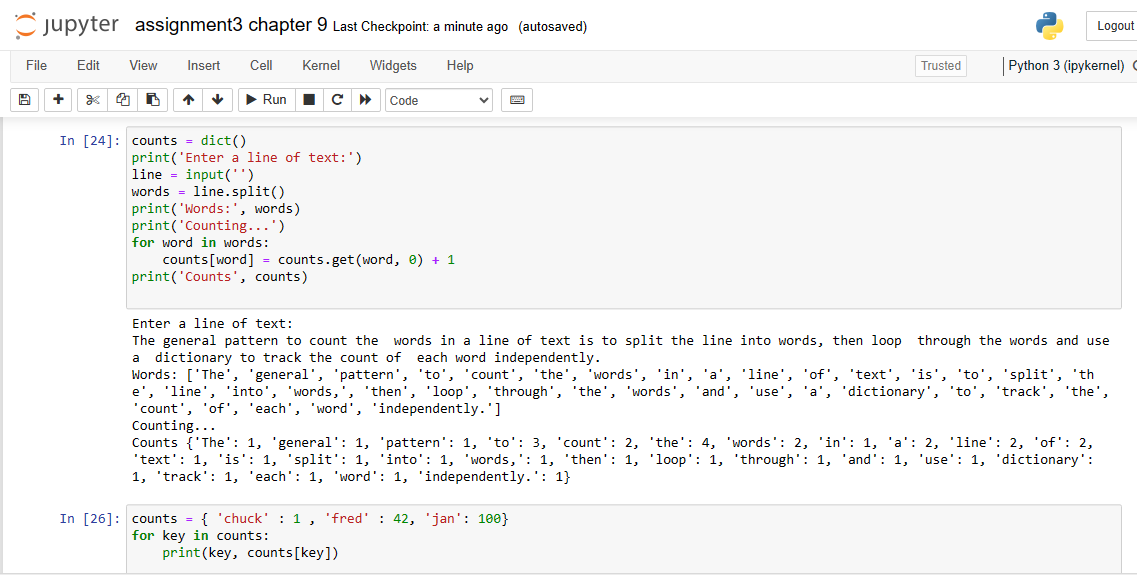 jupyter assignment3 chapter 9 Last Checkpoint: a minute ago (autosaved)
Logout
File Edit View Insert Cell Kernel Widgets Help
Trusted
Python 3 (ipykernel)
Run
Code
In [24]:
counts = dict()
print('Enter a line of text:')
line = input('')
words = line.split()
print('Words:', words)
print('Counting...')
for word in words:
    counts[word] = counts.get(word, 0) + 1
print('Counts', counts)
Enter a line of text:
The general pattern to count the  words in a line of text is to split the line into words, then loop  through the words and use
a  dictionary to track the count of  each word independently.
Words: ['The', 'general', 'pattern', 'to', 'count', 'the', 'words', 'in', 'a', 'line', 'of', 'text', 'is', 'to', 'split', 'th
e', 'line', 'into', 'words,', 'then', 'loop', 'through', 'the', 'words', 'and', 'use', 'a', 'dictionary', 'to', 'track', 'the',
'count', 'of', 'each', 'word', 'independently.']
Counting...
Counts {'The': 1, 'general': 1, 'pattern': 1, 'to': 3, 'count': 2, 'the': 4, 'words': 2, 'in': 1, 'a': 2, 'line': 2, 'of': 2,
'text': 1, 'is': 1, 'split': 1, 'into': 1, 'words,': 1, 'then': 1, 'loop': 1, 'through': 1, 'and': 1, 'use': 1, 'dictionary':
1, 'track': 1, 'each': 1, 'word': 1, 'independently.': 1}
In [26]:
counts = { 'chuck' : 1 , 'fred' : 42, 'jan': 100}
for key in counts:
    print(key, counts[key])